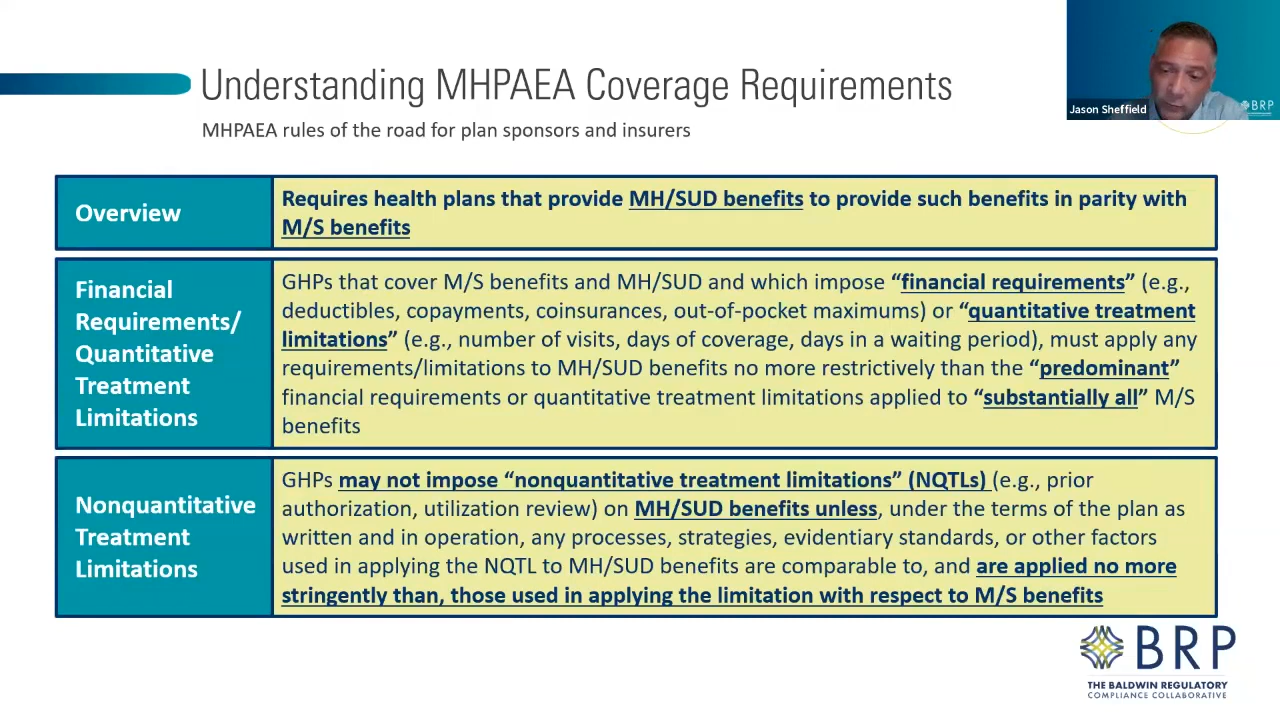 Understanding MHPAEA Coverage Requirements
MHPAEA rules of the road for plan sponsors and insurers
Jason Sheffield
BRP
Overview
Requires health plans that provide MH/SUD benefits to provide such benefits in parity with
M/S benefits
Financial
Requirements/
Quantitative
Treatment
Limitations
GHPs that cover M/S benefits and MH/SUD and which impose “financial requirements” (e.g.,
deductibles, copayments, coinsurances, out-of-pocket maximums) or “quantitative treatment
limitations” (e.g., number of visits, days of coverage, days in a waiting period), must apply any
requirements/limitations to MH/SUD benefits no more restrictively than the “predominant”
financial requirements or quantitative treatment limitations applied to “substantially all” M/S
benefits
Nonquantitative
Treatment
Limitations
GHPs may not impose “nonquantitative treatment limitations” (NQTLs) (e.g., prior
authorization, utilization review) on MH/SUD benefits unless, under the terms of the plan as
written and in operation, any processes, strategies, evidentiary standards, or other factors
used in applying the NQTL to MH/SUD benefits are comparable to, and are applied no more
stringently than, those used in applying the limitation with respect to M/S benefits
BRP
THE BALDWIN REGULATORY
COMPLIANCE COLLABORATIVE